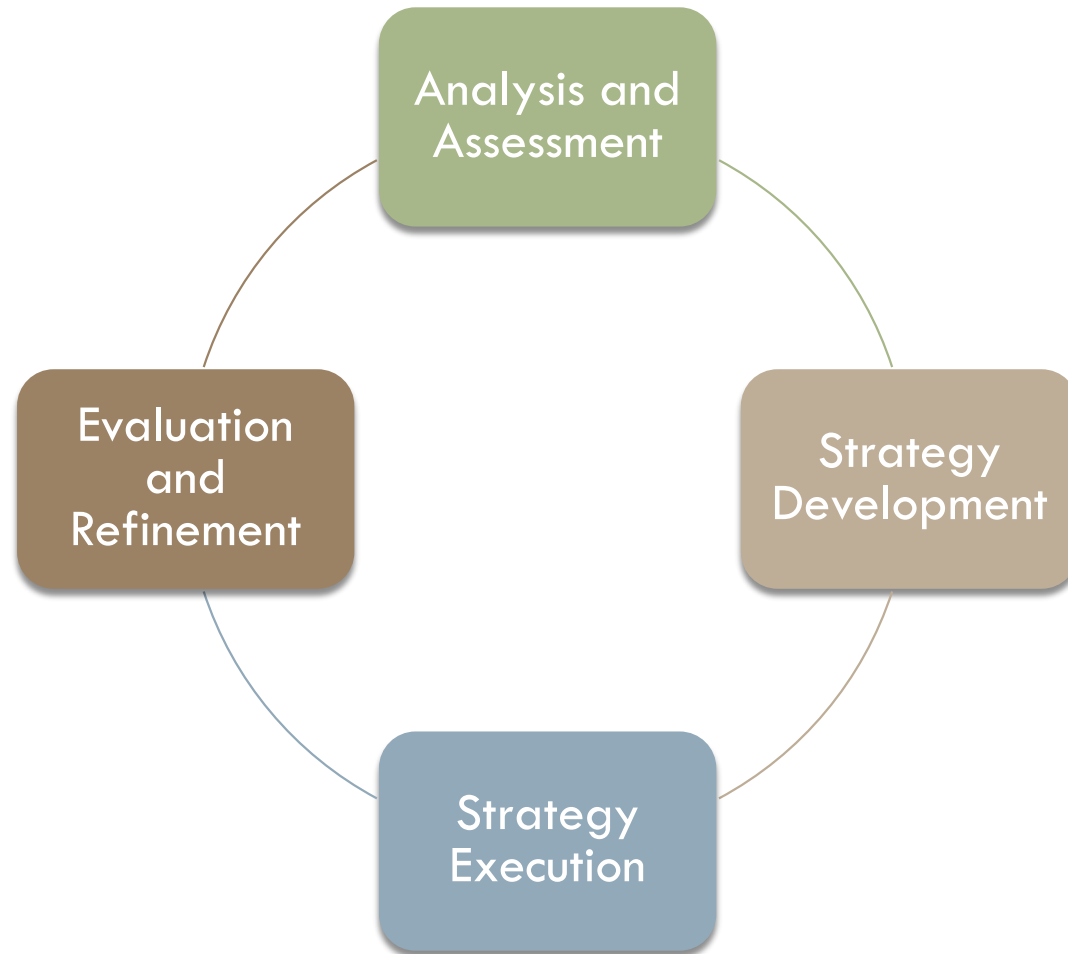 Analysis and
Assessment
Strategy
Development
Strategy
Execution
Evaluation
and
Refinement